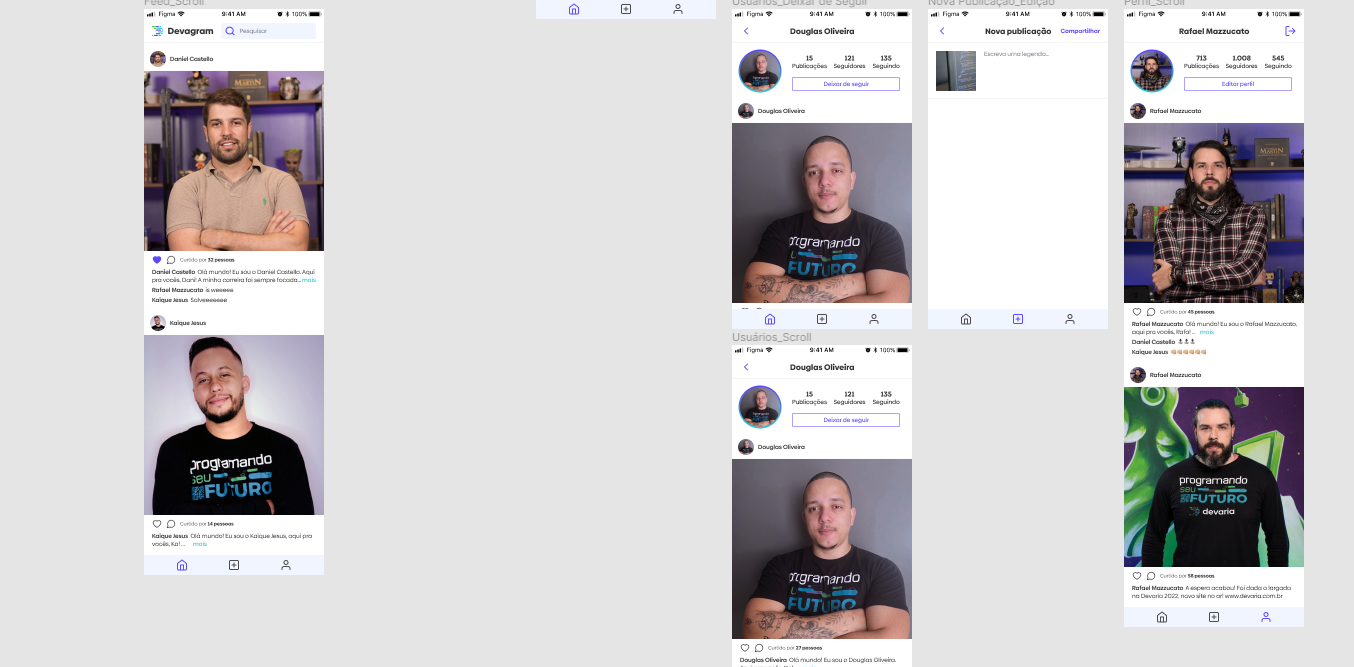 Feed_Scroll
Figma
9:41 AM
100%
Devagram
Pesquisar
Daniel Castello
MARTIN
Curtido por 32 pessoas
Daniel Castello Olá mundo! Eu sou o Daniel Castello. Aqui
pra vocês, Dani! A minha carreira foi sempre focada... mais
Rafael Mazzucato is weeeee
Kaique Jesus Solveeeeeeee
Kaique Jesus
programando
SEU
FUTURO
Curtido por 14 pessoas
Kaique Jesus Olá mundo! Eu sou o Kaique Jesus, aqui pra
vocês, Ka!... mais
Usuários_Deixar de Seguir
Figma
9:41 AM
100%
Douglas Oliveira
15
121
135
Publicações
Seguidores
Seguindo
Deixar de seguir
Douglas Oliveira
programando
FUTURO
Usuários_Scroll
Figma
9:41 AM
100%
Douglas Oliveira
15
121
135
Publicações
Seguidores
Seguindo
Deixar de seguir
Douglas Oliveira
programando
FUTURO
Curtido por 27 pessoas
Douglas Oliveira Olá mundo! Eu sou o Douglas Oliveira.
Nova Publicação_Edição
Figma
9:41 AM
100%
Nova publicação
Compartilhar
Escreva uma legenda...
Perfil_Scroll
Figma
9:41 AM
100%
Rafael Mazzucato
713
1.008
545
Publicações
Seguidores
Seguindo
Editar perfil
Rafael Mazzucato
MARTIN
Curtido por 45 pessoas
Rafael Mazzucato Olá mundo! Eu sou o Rafael Mazzucato,
aqui pra vocês, Rafa!... mais
Daniel Castello
Kaique Jesus
Rafael Mazzucato
programando
SEU
FUTURO
devaria
Curtido por 38 pessoas
Rafael Mazzucato A espera acabou! Foi dada a largada
na Devaria 2022, novo site no ar! www.devaria.com.br